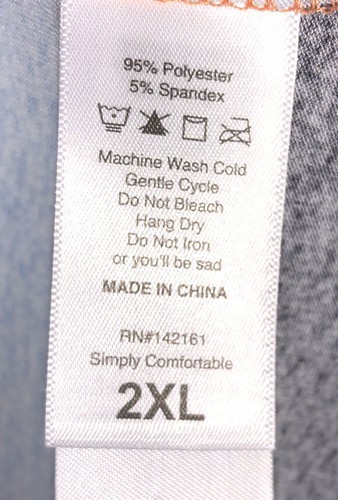 95% Polyester
5% Spandex
Machine Wash Cold
Gentle Cycle
Do Not Bleach
Hang Dry
Do Not Iron
or you'll be sad
MADE IN CHINA
RN#142161
Simply Comfortable
2XL